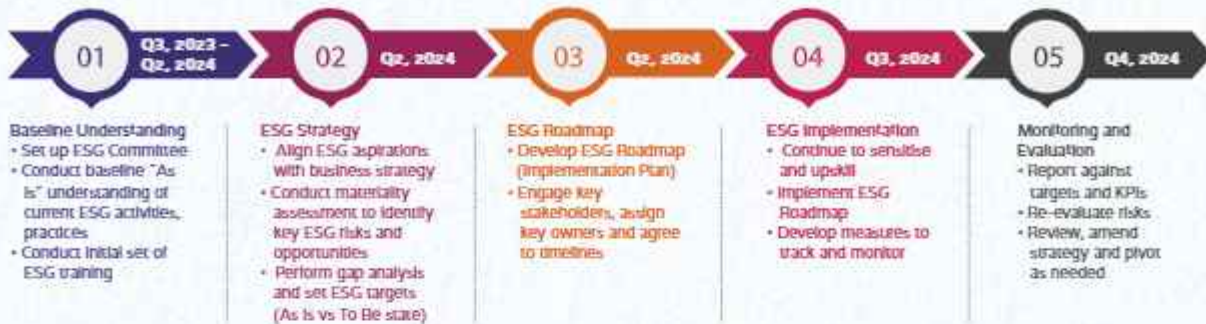 01
Q3, 2023 –
Q2, 2024
02
Q2, 2024
03
Q2, 2024
04
Q3, 2024
05
Q4, 2024
Baseline Understanding
• Set up ESG Committee
• Conduct baseline "As
Is" understanding of
current ESG activities,
practices
• Conduct initial set of
ESG training
ESG Strategy
• Align ESG aspirations
with business strategy
• Conduct materiality
assessment to identify
key ESG risks and
opportunities
• Perform gap analysis
and set ESG targets
(As Is vs To Be state)
ESG Roadmap
• Develop ESG Roadmap
(Implementation Plan)
• Engage key
stakeholders, assign
key owners and agree
to timelines
ESG Implementation
• Continue to sensitise
and upskill
• Implement ESG
Roadmap
• Develop measures to
track and monitor
Monitoring and
Evaluation
• Report against
targets and KPIs
• Re-evaluate risks
• Review, amend
strategy and pivot
as needed